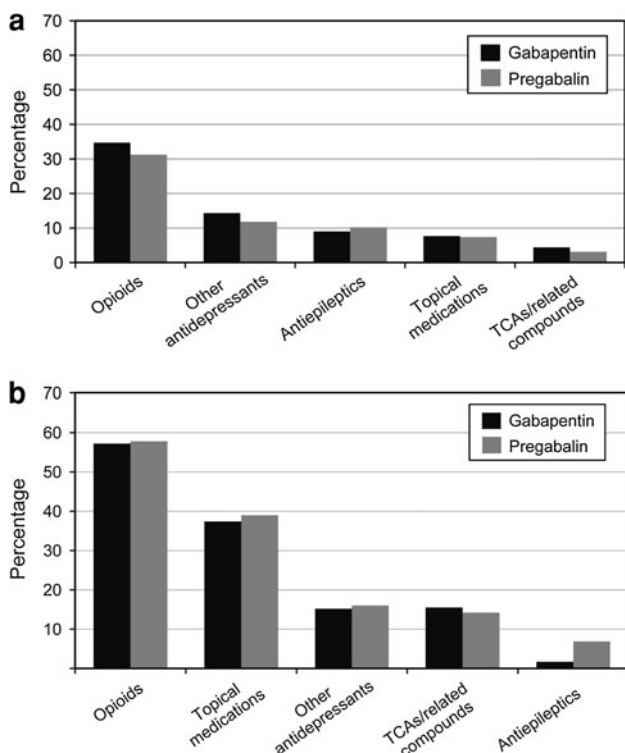 a
70
60
50
40
30
20
10
0
Percentage
Gabapentin
Pregabalin
Opioids
Other
antidepressants
Antiepileptics
Topical
medications
TCAs/related
compounds
b
70
60
50
40
30
20
10
Percentage
Gabapentin
Pregabalin
Opioids
Topical
medications
Other
antidepressants
TCAs/related
compounds
Antiepileptics